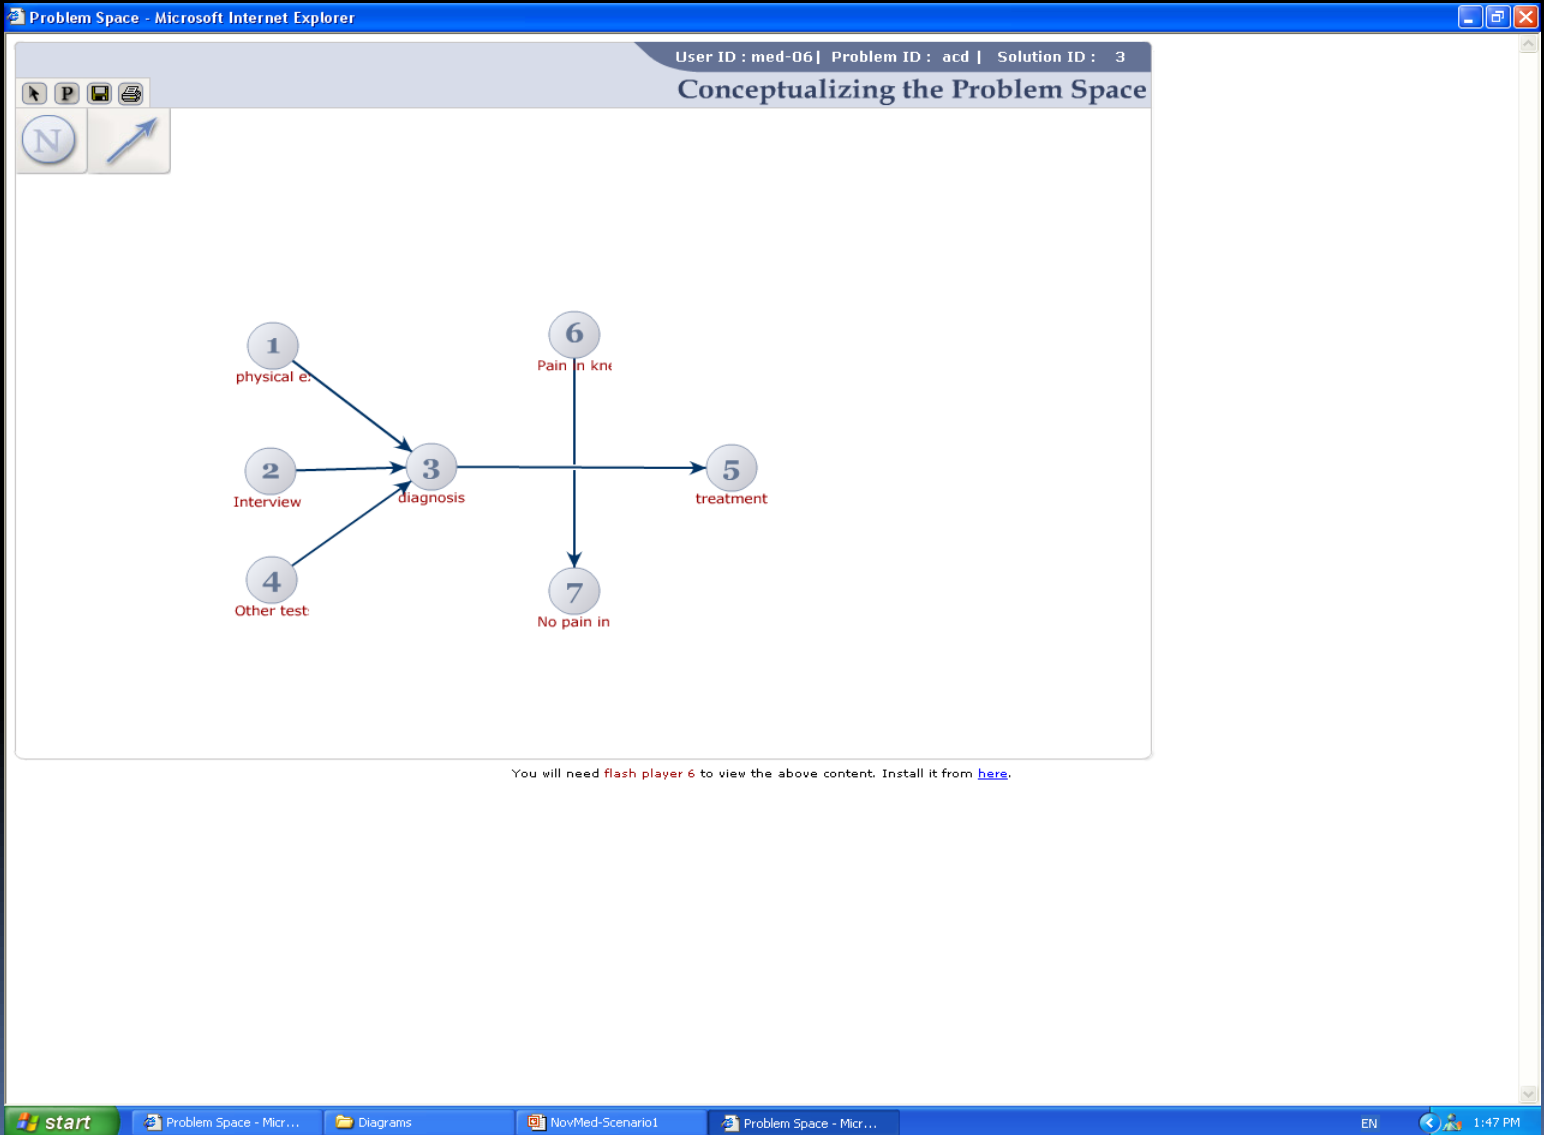 Problem Space - Microsoft Internet Explorer
User ID : med-06| Problem ID : acd | Solution ID : 3
Conceptualizing the Problem Space
P
N
1
physical e
6
Pain in kne
2
Interview
3
diagnosis
5
treatment
4
Other test
7
No pain in
You will need flash player 6 to view the above content. Install it from here.
start
Problem Space - Micr...
Diagrams
NovMed-Scenario1
Problem Space - Micr...
EN
1:47 PM